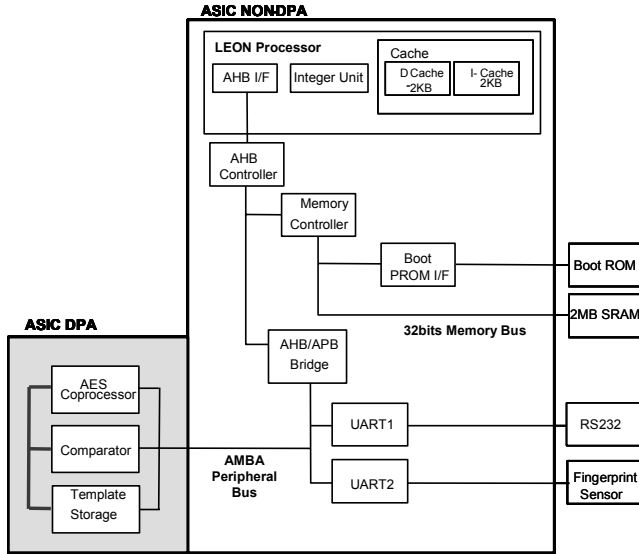 ASIC NON-DPA
LEON Processor
AHB I/F
Integer Unit
Cache
D Cache
-2KB
I- Cache
2KB
AHB
Controller
Memory
Controller
Boot
PROM I/F
Boot ROM
2MB SRAM
32bits Memory Bus
ASIC DPA
AHB/APB
Bridge
AES
Coprocessor
Comparator
Template
Storage
AMBA
Peripheral
Bus
UART1
RS232
UART2
Fingerprint
Sensor